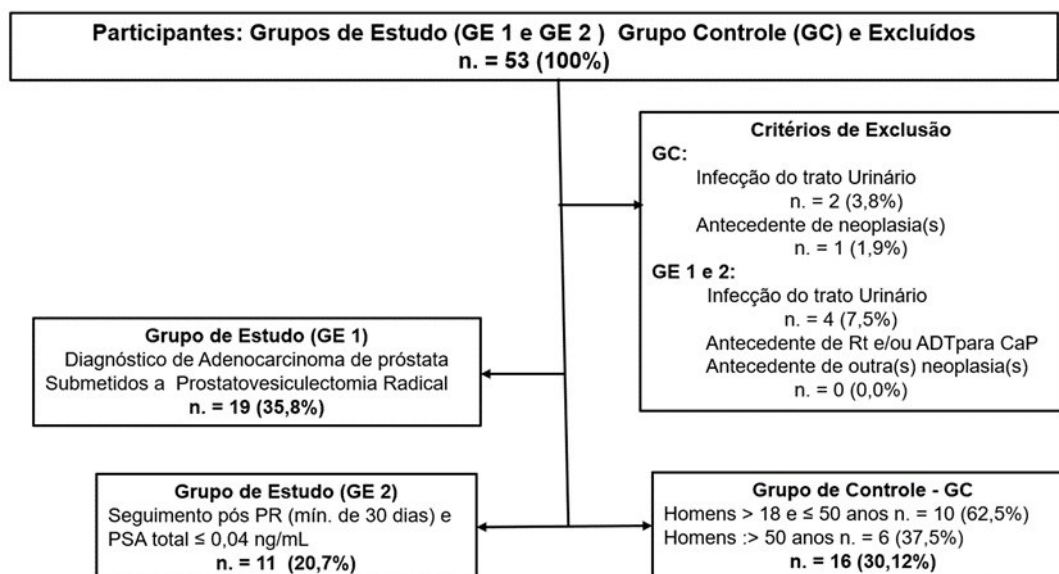 Participantes: Grupos de Estudo (GE 1 e GE 2 ) Grupo Controle (GC) e Excluídos
n. = 53 (100%)
Critérios de Exclusão
GC:
Infecção do trato Urinário
n. = 2 (3,8%)
Antecedente de neoplasia(s)
n. = 1 (1,9%)
GE 1 e 2:
Infecção do trato Urinário
n. = 4 (7,5%)
Antecedente de Rt e/ou ADTpara CaP
Antecedente de outra(s) neoplasia(s)
n. = 0 (0,0%)
Grupo de Estudo (GE 1)
Diagnóstico de Adenocarcinoma de próstata
Submetidos a Prostatovesiculectomia Radical
n. = 19 (35,8%)
Grupo de Estudo (GE 2)
Seguimento pós PR (mín. de 30 dias) e
PSA total ≤ 0,04 ng/mL
n. = 11 (20,7%)
Grupo de Controle - GC
Homens > 18 e ≤ 50 anos n. = 10 (62,5%)
Homens :> 50 anos n. = 6 (37,5%)
n. = 16 (30,12%)